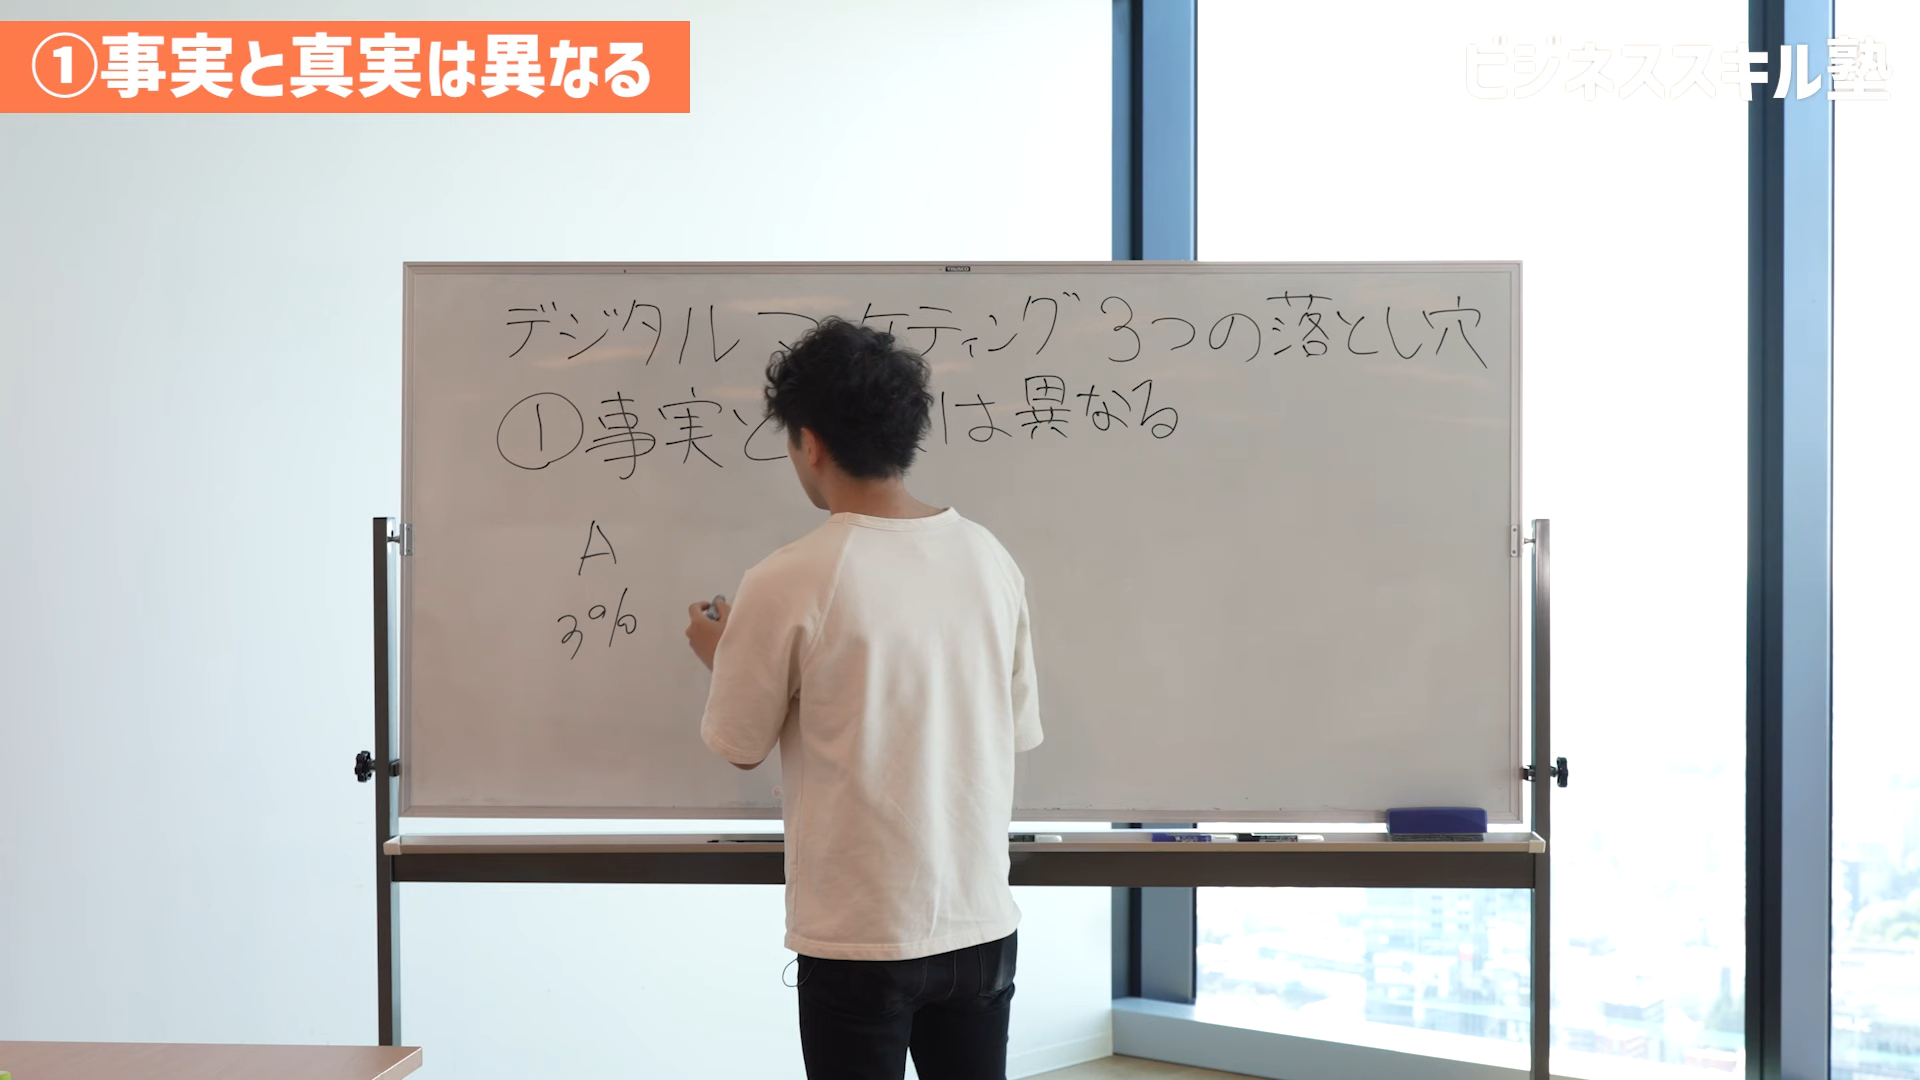 ①事実と真実は異なる
ビジネススキル塾
TRUSCO
デジタルマーケティング 3つの落とし穴
①事実と は異なる
A
3%